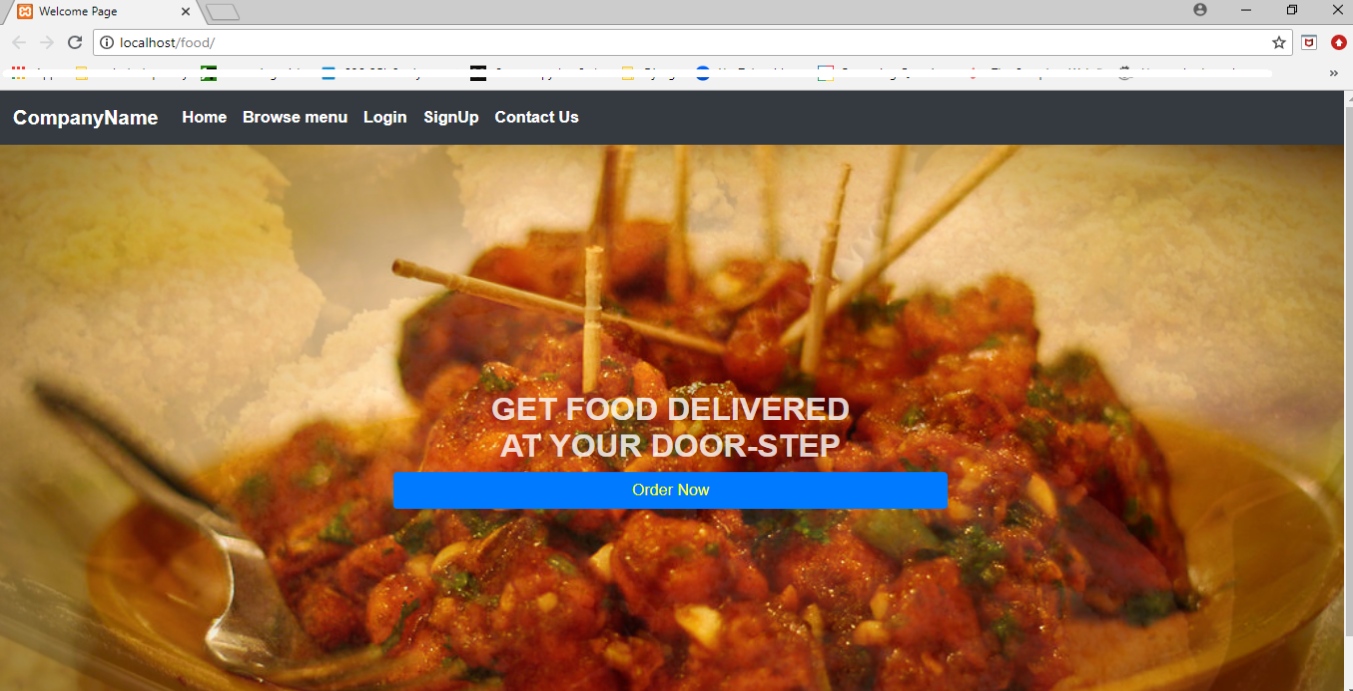 Welcome Page
localhost/food/
CompanyName Home Browse menu Login SignUp Contact Us
GET FOOD DELIVERED
AT YOUR DOOR-STEP
Order Now